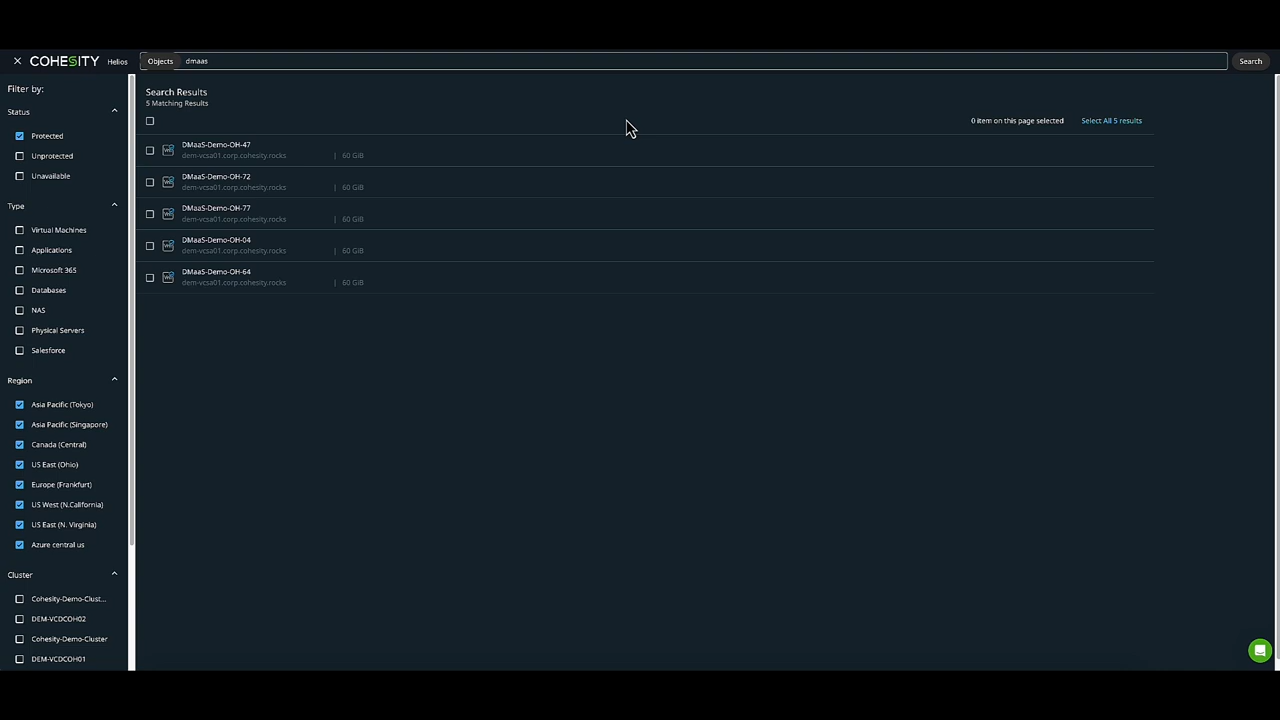 COHESITY Helios
Objects dmaas
Search
Filter by:
Status
Protected
Unprotected
Unavailable
Type
Virtual Machines
Applications
Microsoft 365
Databases
NAS
Physical Servers
Salesforce
Region
Asia Pacific (Tokyo)
Asia Pacific (Singapore)
Canada (Central)
US East (Ohio)
Europe (Frankfurt)
US West (N.California)
US East (N. Virginia)
Azure central us
Cluster
Cohesity-Demo-Clust...
DEM-VCDCOH02
Cohesity-Demo-Cluster
DEM-VCDCOH01
Search Results
5 Matching Results
0 item on this page selected Select All 5 results
DMaaS-Demo-OH-47
dem-vcsa01.corp.cohesity.rocks | 60 GiB
DMaaS-Demo-OH-72
dem-vcsa01.corp.cohesity.rocks | 60 GiB
DMaaS-Demo-OH-77
dem-vcsa01.corp.cohesity.rocks | 60 GiB
DMaaS-Demo-OH-04
dem-vcsa01.corp.cohesity.rocks | 60 GiB
DMaaS-Demo-OH-64
dem-vcsa01.corp.cohesity.rocks | 60 GiB